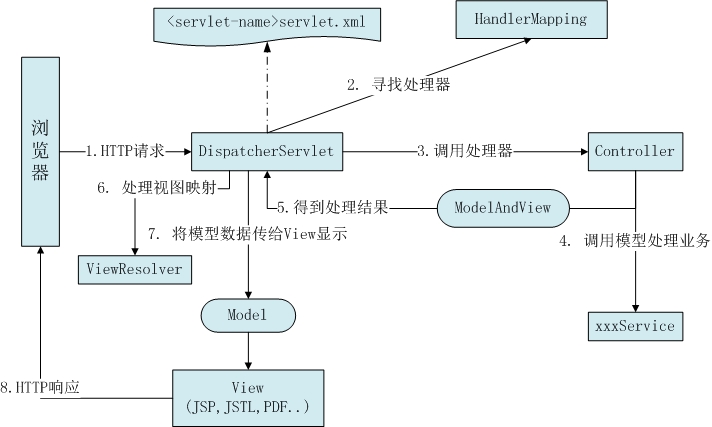 <servlet-name>servlet.xml
HandlerMapping
2. 寻找处理器
浏览器
1.HTTP请求
DispatcherServlet
3.调用处理器
Controller
6. 处理视图映射
5.得到处理结果
ModelAndView
7. 将模型数据传给View显示
4. 调用模型处理业务
ViewResolver
Model
xxxService
8.HTTP响应
View
(JSP,JSTL,PDF..)